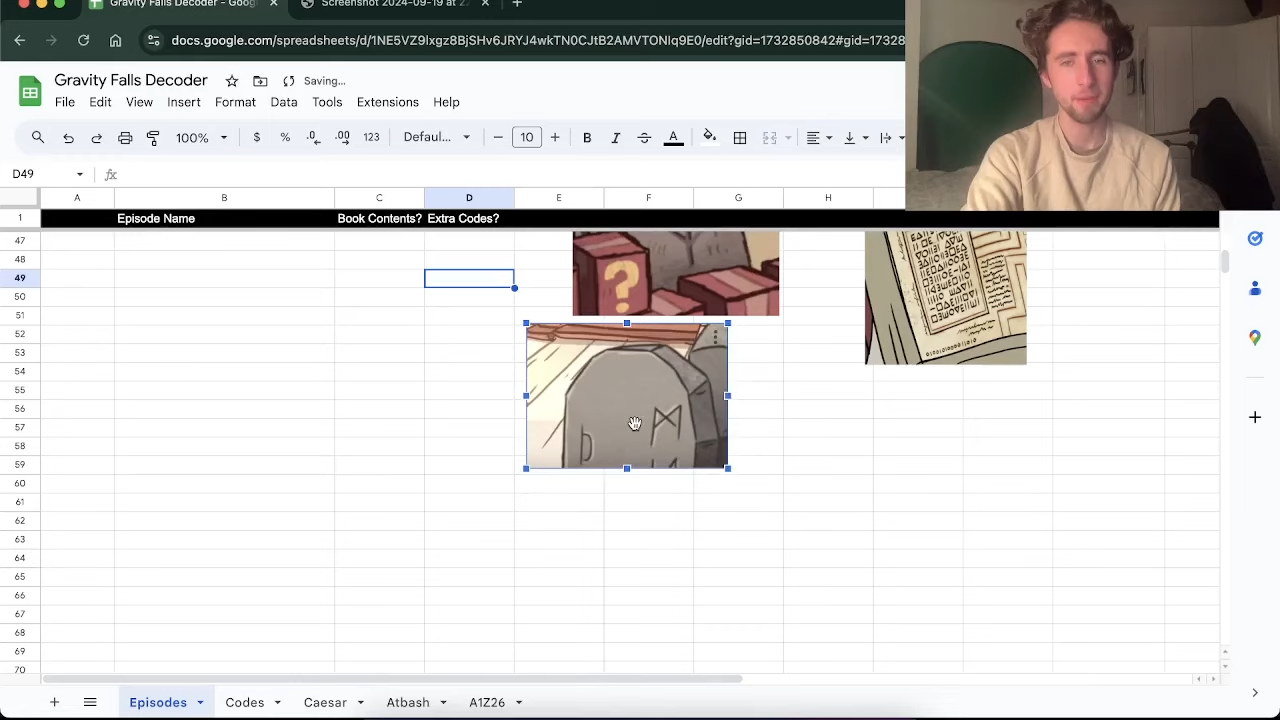 Gravity Falls Decoder - Goog
Screenshot 2024-09-19 at 2
docs.google.com/spreadsheets/d/1NE5VZ9lxgz8BjSHv6JRYJ4wkTN0CJtB2AMVTONIq9E0/edit?gid=1732850842#gid=1732
Gravity Falls Decoder
Saving...
File Edit View Insert Format Data Tools Extensions Help
100% $ % .0 .00 123 Defaul... − 10 + B I A
D49 fx
A B C D E F G H
1 Episode Name Book Contents? Extra Codes?
47
48
49
50
51
?
52
53
54
55
56
57
58
59
60
61
62
63
64
65
66
67
68
69
70
Episodes Codes Caesar Atbash A1Z26